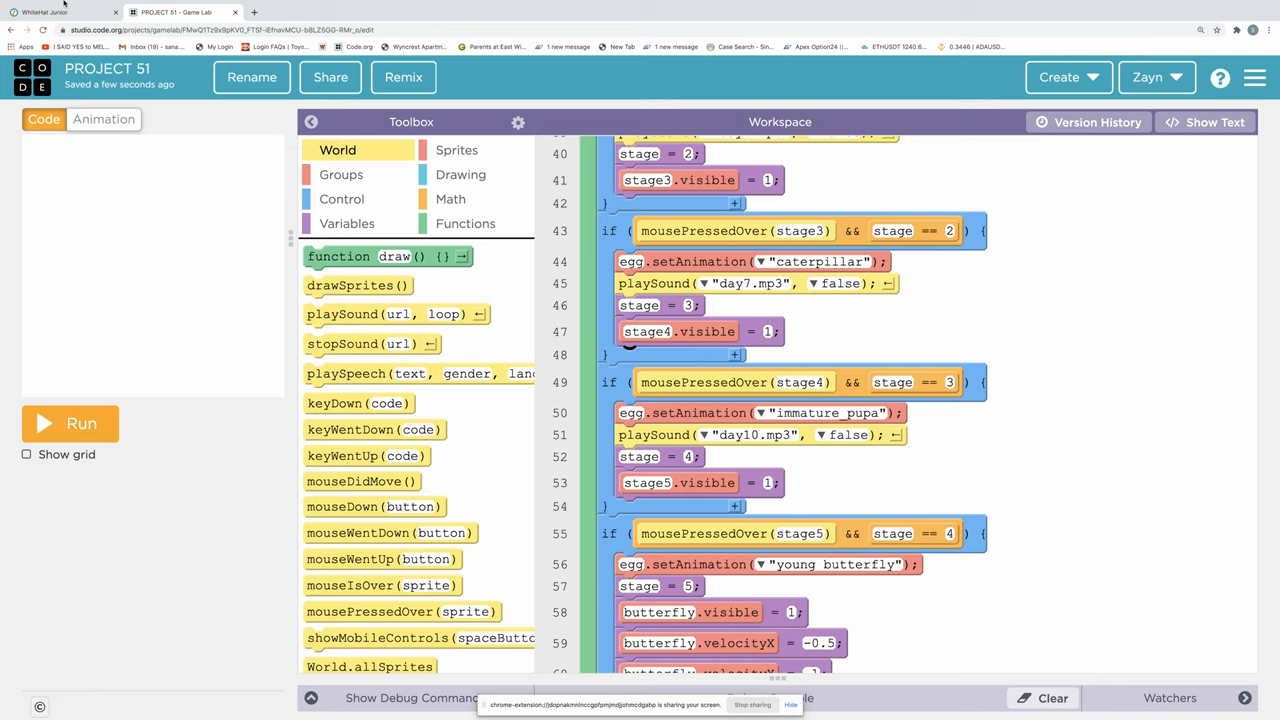 WhiteHat Junior
PROJECT 51 - Game Lab
studio.code.org/projects/gamelab/FMwQ1Tz9x9pKV0_FTSf-iEfnavMCU-b8LZ5GG-RMr_o/edit
Apps
I SAID YES to MEL...
Inbox (19) - sana....
My Login
Login FAQs | Toyo...
Code.org
Wyncrest Apartm...
Parents at East Wi...
1 new message
New Tab
1 new message
Case Search - Sin...
Apex Option24 ||...
ETHUSDT 1240.6...
0.3446 | ADAUSD...
C O
D E
PROJECT 51
Saved a few seconds ago
Rename
Share
Remix
Create
Zayn
?
Code
Animation
Toolbox
Workspace
Version History
</> Show Text
World
Sprites
Groups
Drawing
Control
Math
Variables
Functions
function draw() {}
drawSprites()
playSound(url, loop)
stopSound(url)
playSpeech(text, gender, lan
keyDown(code)
keyWentDown(code)
keyWentUp(code)
mouseDidMove()
mouseDown(button)
mouseWentDown(button)
mouseWentUp(button)
mouseIsOver(sprite)
mousePressedOver(sprite)
showMobileControls(spaceButto
World.allSprites
40 stage = 2;
41 stage3.visible = 1;
42 }
43 if (mousePressedOver(stage3) && stage == 2) {
44 egg.setAnimation("caterpillar");
45 playSound("day7.mp3", false);
46 stage = 3;
47 stage4.visible = 1;
48 }
49 if (mousePressedOver(stage4) && stage == 3) {
50 egg.setAnimation("immature_pupa");
51 playSound("day10.mp3", false);
52 stage = 4;
53 stage5.visible = 1;
54 }
55 if (mousePressedOver(stage5) && stage == 4) {
56 egg.setAnimation("young butterfly");
57 stage = 5;
58 butterfly.visible = 1;
59 butterfly.velocityX = -0.5;
Run
Show grid
©
Show Debug Comman
Clear
Watchers
chrome-extension://jdopnakmninccgpfpmjmdjjohmcdgabp is sharing your screen.
Stop sharing
Hide